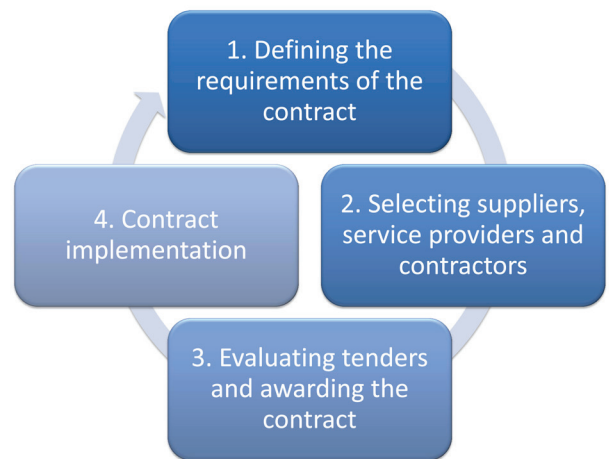 1. Defining the
requirements of the
contract
2. Selecting suppliers,
service providers and
contractors
3. Evaluating tenders
and awarding the
contract
4. Contract
implementation